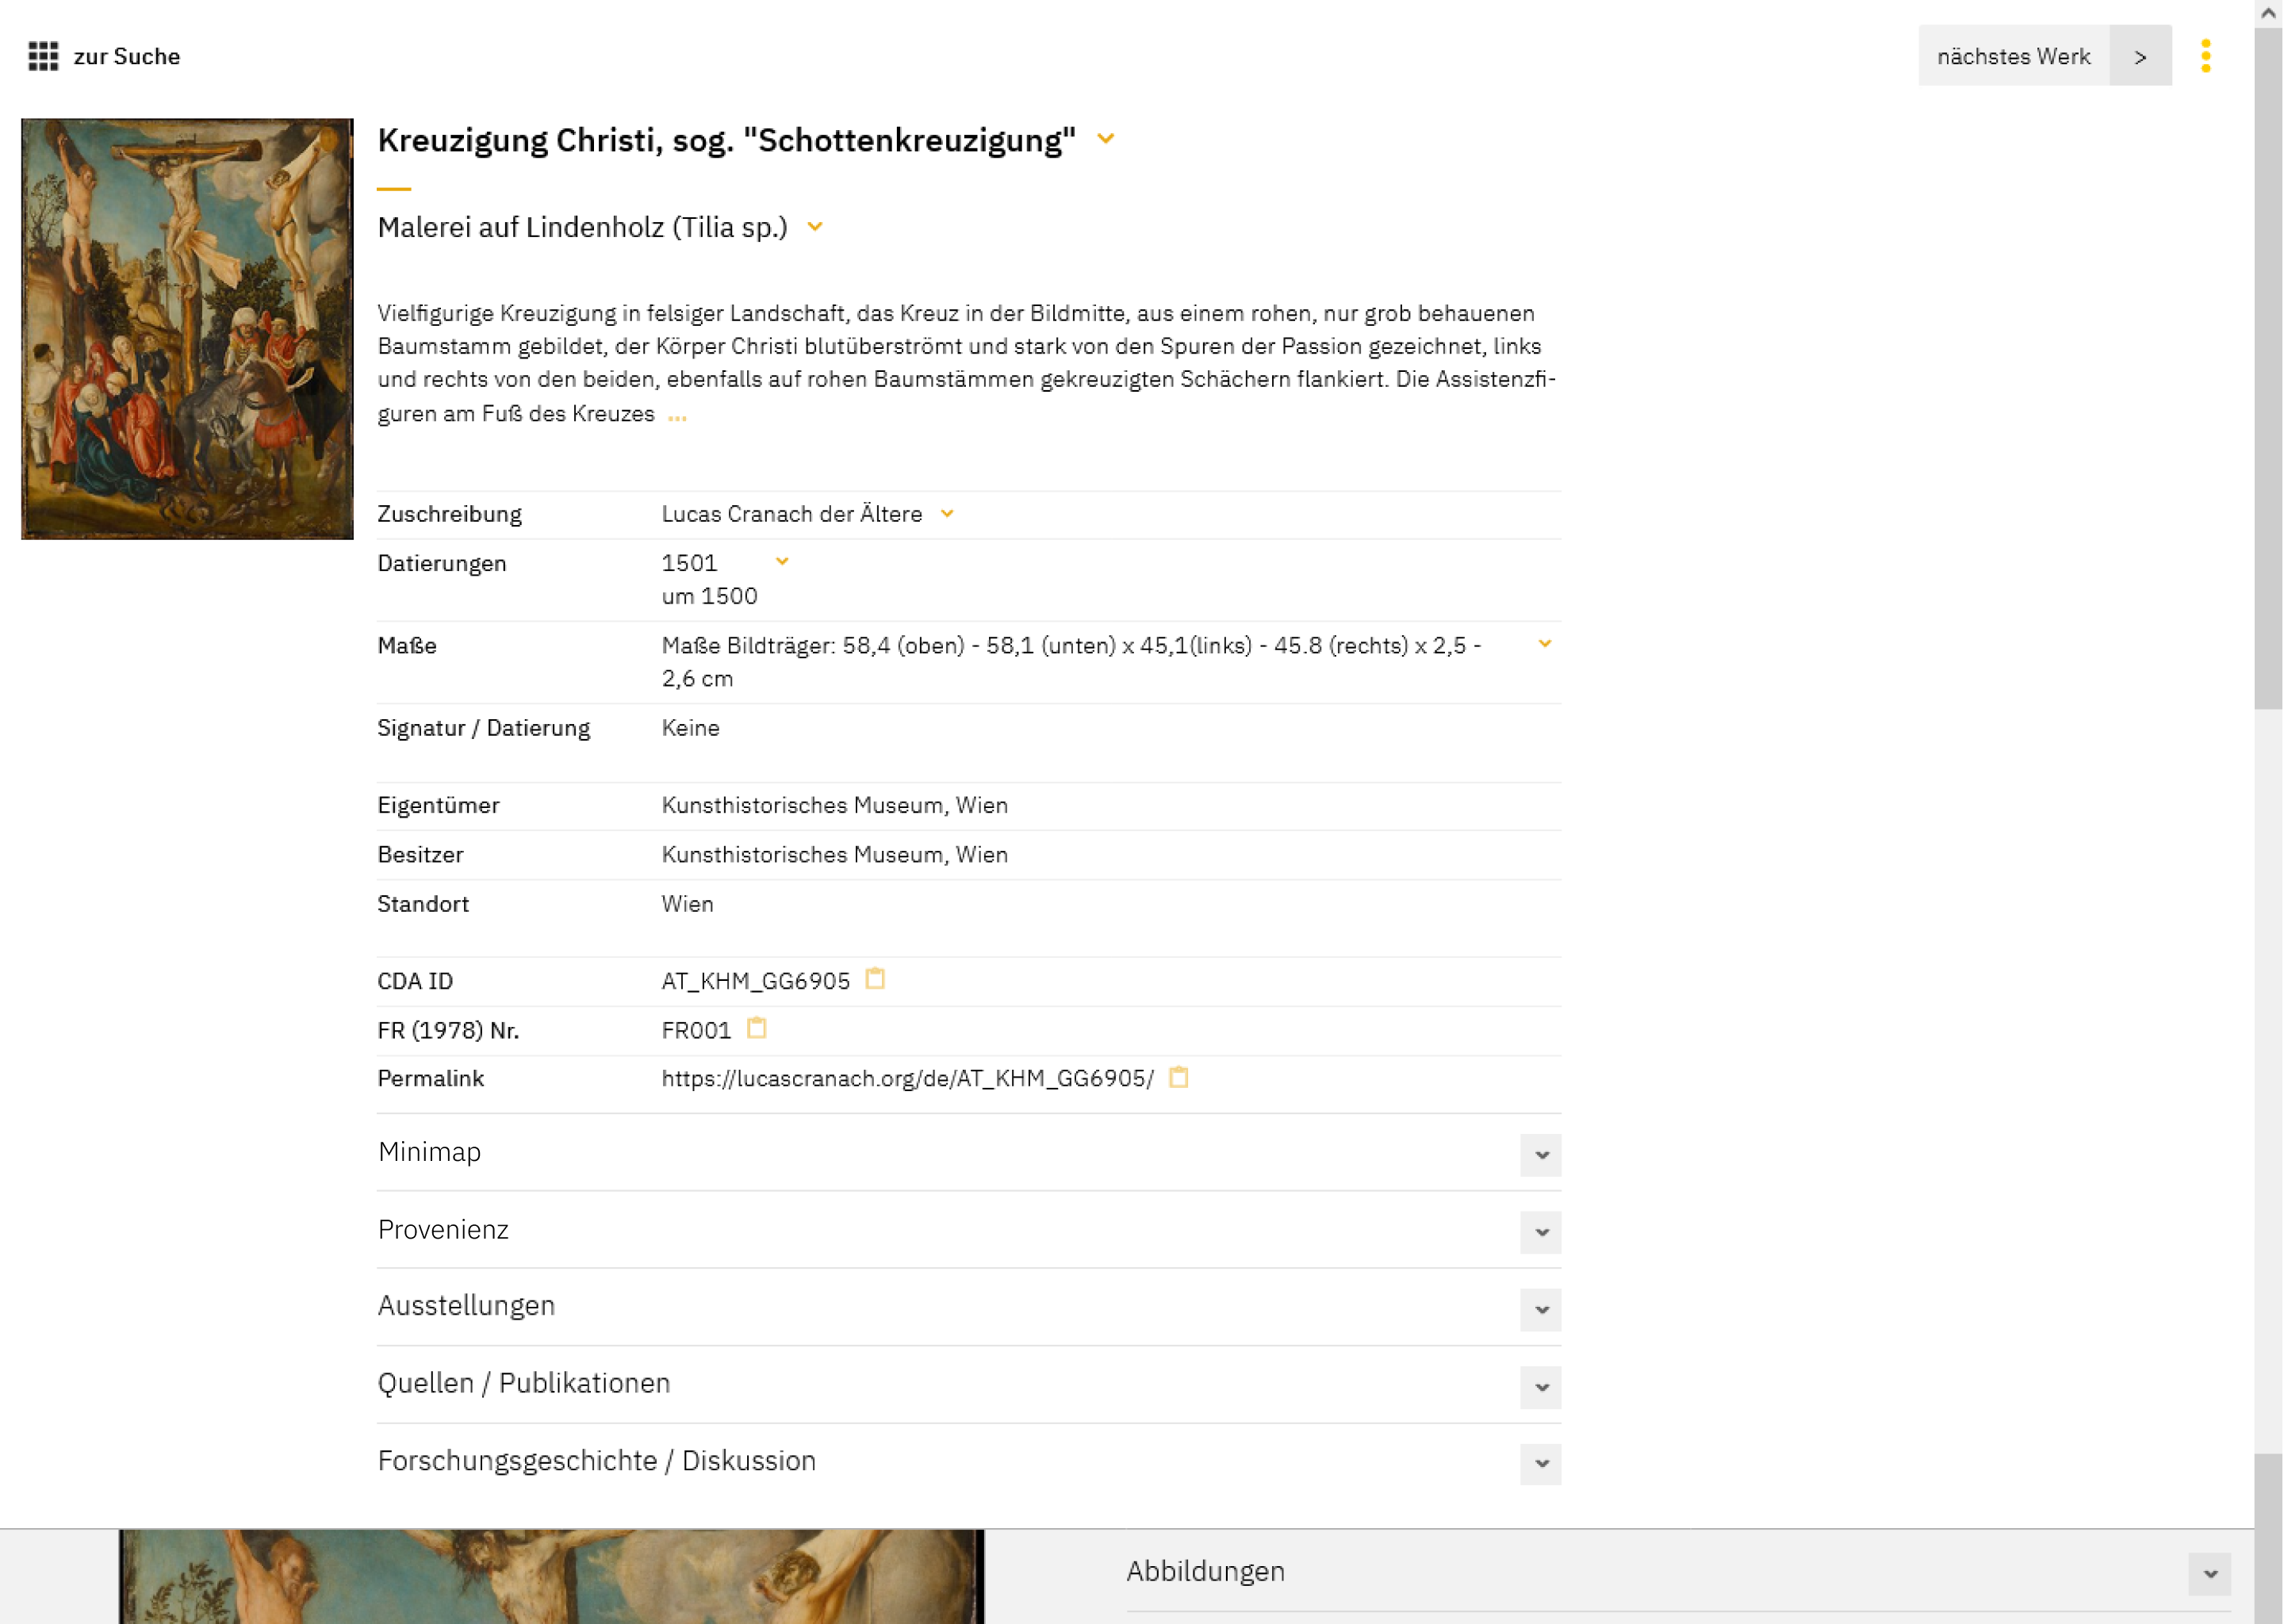 zur Suche
nächstes Werk >
Kreuzigung Christi, sog. "Schottenkreuzigung"
Malerei auf Lindenholz (Tilia sp.)
Vielfigurige Kreuzigung in felsiger Landschaft, das Kreuz in der Bildmitte, aus einem rohen, nur grob behauenen
Baumstamm gebildet, der Körper Christi blutüberströmt und stark von den Spuren der Passion gezeichnet, links
und rechts von den beiden, ebenfalls auf rohen Baumstämmen gekreuzigten Schächern flankiert. Die Assistenzfi-
guren am Fuß des Kreuzes ...
Zuschreibung Lucas Cranach der Ältere
Datierungen 1501
um 1500
Maße Maße Bildträger: 58,4 (oben) - 58,1 (unten) x 45,1(links) - 45.8 (rechts) x 2,5 -
2,6 cm
Signatur / Datierung Keine
Eigentümer Kunsthistorisches Museum, Wien
Besitzer Kunsthistorisches Museum, Wien
Standort Wien
CDA ID AT_KHM_GG6905
FR (1978) Nr. FR001
Permalink https://lucascranach.org/de/AT_KHM_GG6905/
Minimap
Provenienz
Ausstellungen
Quellen / Publikationen
Forschungsgeschichte / Diskussion
Abbildungen